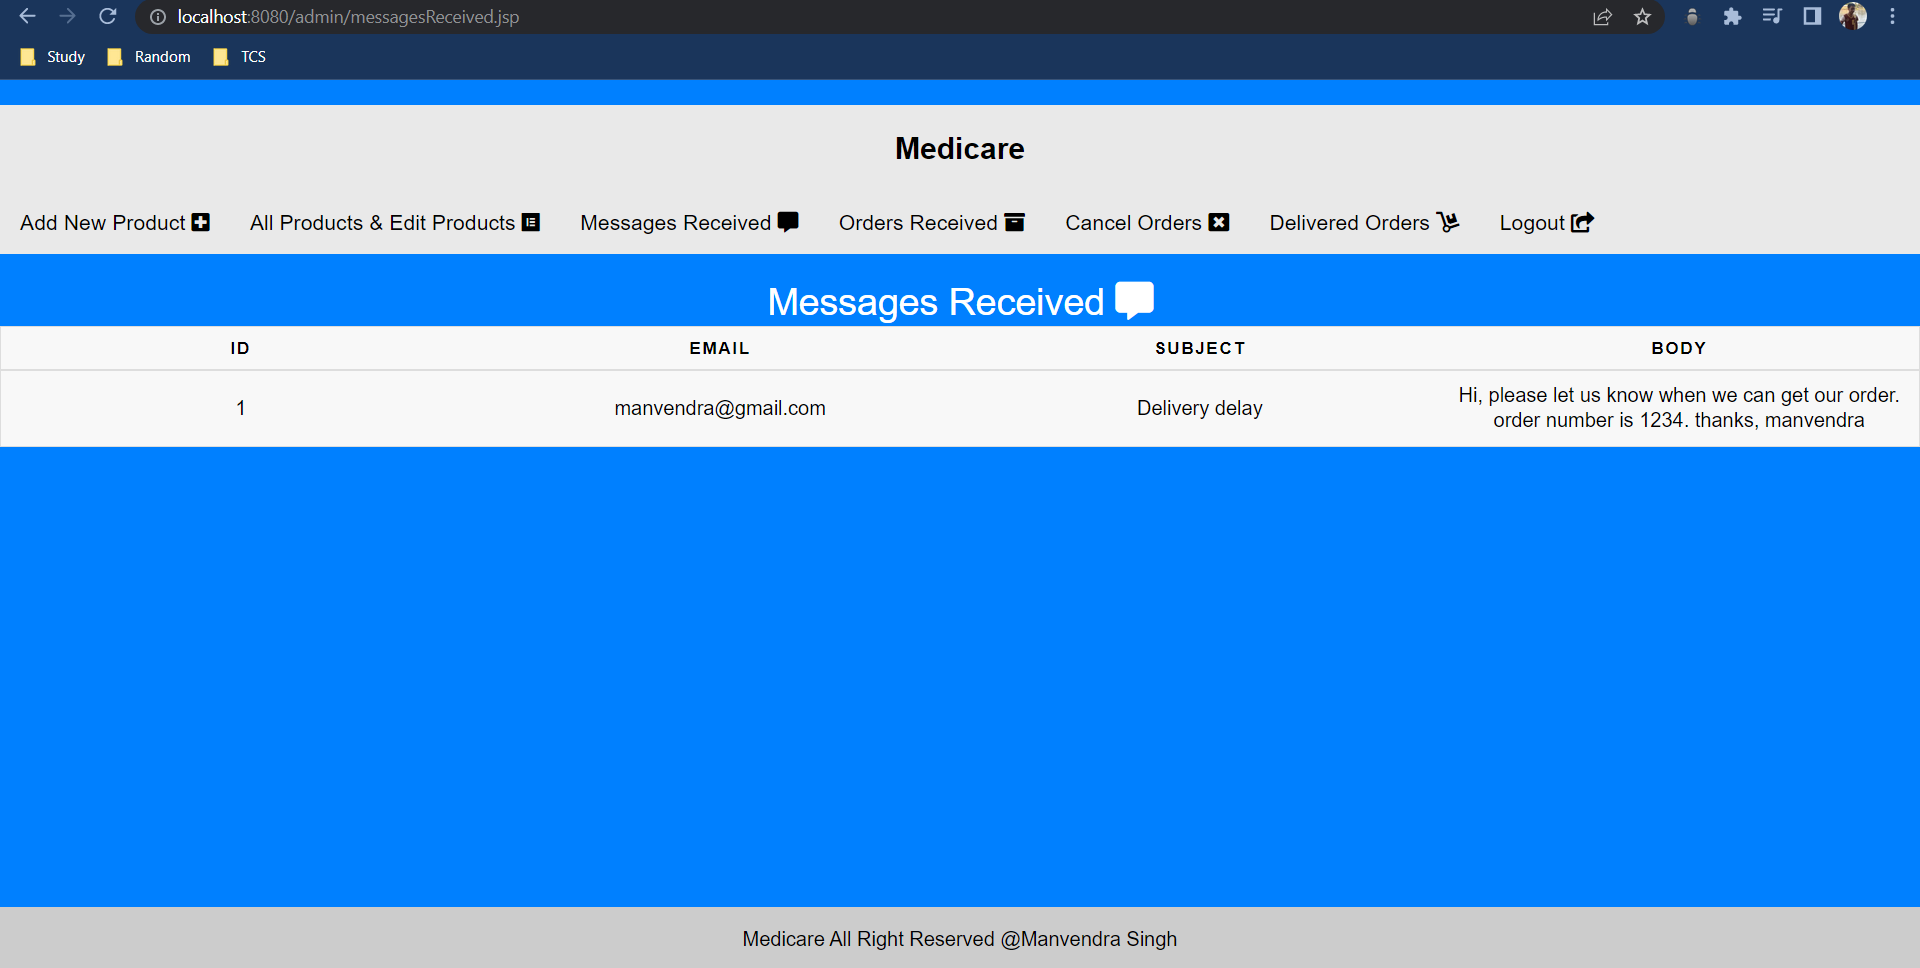 localhost:8080/admin/messagesReceived.jsp
Study Random TCS
Medicare
Add New Product All Products & Edit Products Messages Received Orders Received Cancel Orders Delivered Orders Logout
Messages Received
ID EMAIL SUBJECT BODY
1 manvendra@gmail.com Delivery delay Hi, please let us know when we can get our order.
order number is 1234. thanks, manvendra
Medicare All Right Reserved @Manvendra Singh